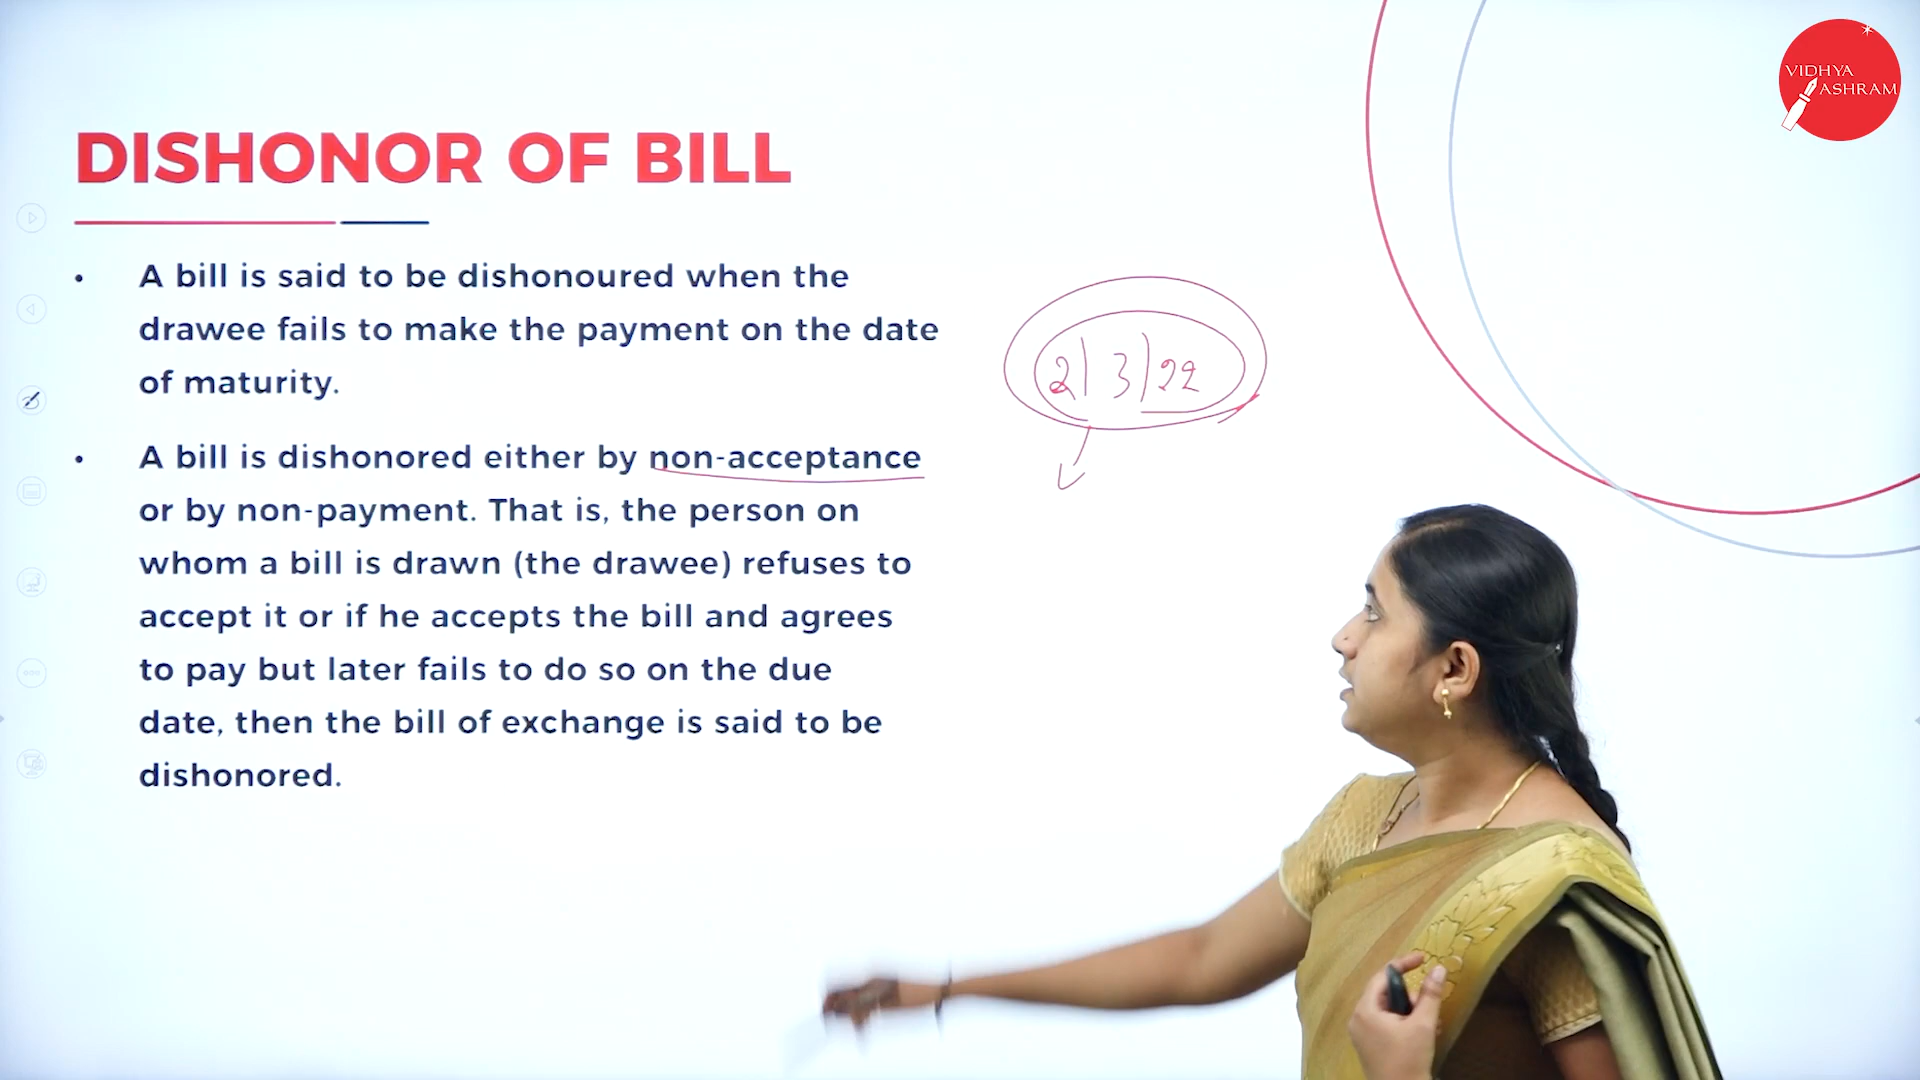 VIDHYA
ASHRAM
DISHONOR OF BILL
• A bill is said to be dishonoured when the
drawee fails to make the payment on the date
of maturity.
2/3/22
• A bill is dishonored either by non-acceptance
or by non-payment. That is, the person on
whom a bill is drawn (the drawee) refuses to
accept it or if he accepts the bill and agrees
to pay but later fails to do so on the due
date, then the bill of exchange is said to be
dishonored.